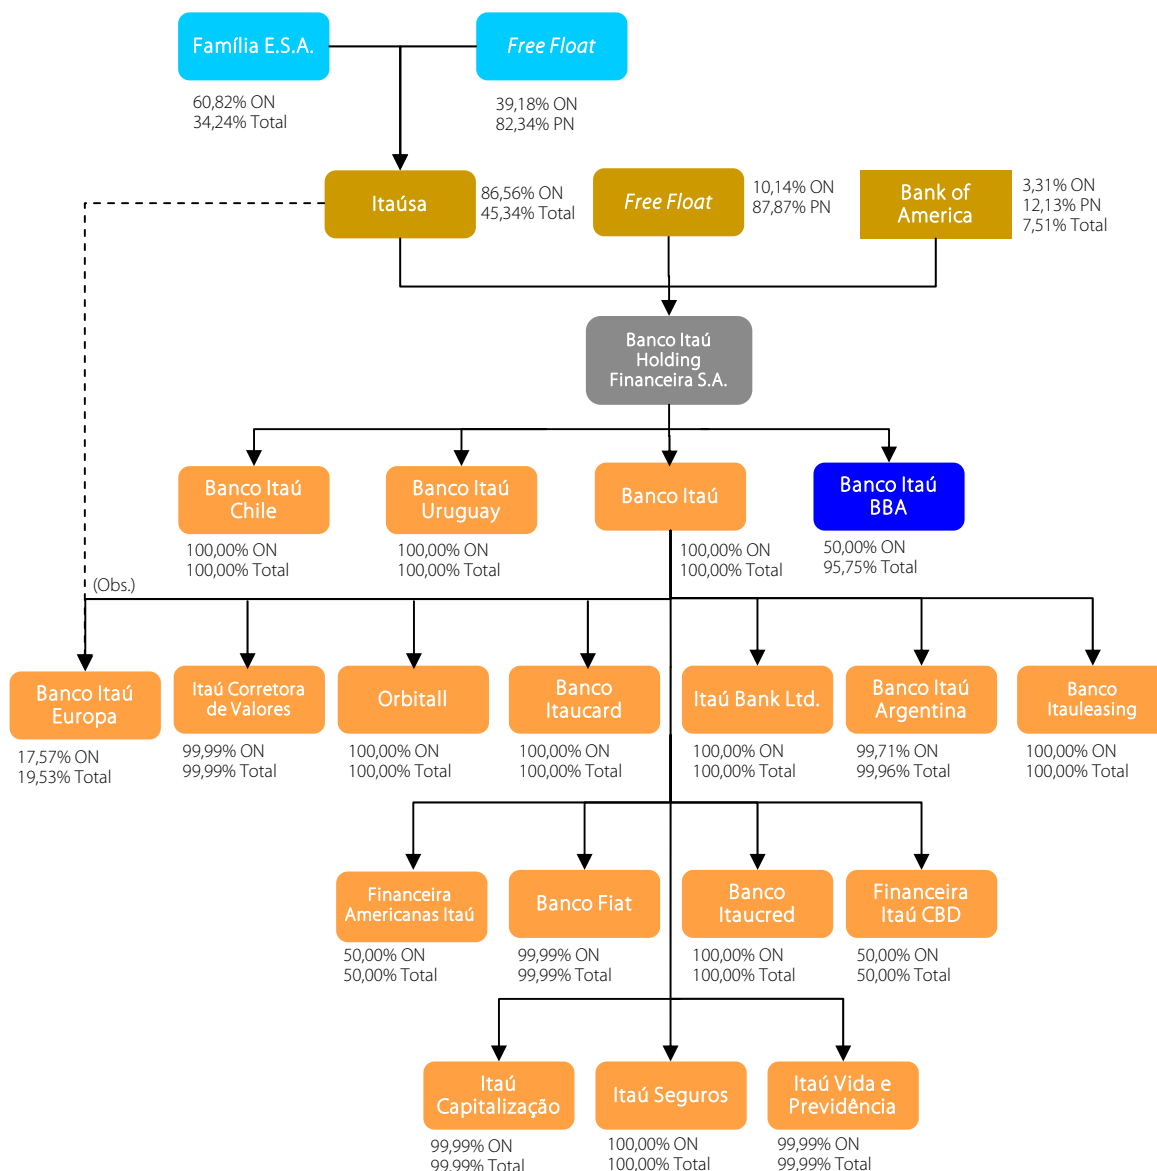 Família E.S.A.
Free Float
60,82% ON
34,24% Total
39,18% ON
82,34% PN
Itaúsa
86,56% ON
45,34% Total
Free Float
10,14% ON
87,87% PN
Bank of
America
3,31% ON
12,13% PN
7,51% Total
Banco Itaú
Holding
Financeira S.A.
Banco Itaú
Chile
100,00% ON
100,00% Total
Banco Itaú
Uruguay
100,00% ON
100,00% Total
Banco Itaú
100,00% ON
100,00% Total
Banco Itaú
BBA
50,00% ON
95,75% Total
(Obs.)
Banco Itaú
Europa
17,57% ON
19,53% Total
Itaú Corretora
de Valores
99,99% ON
99,99% Total
Orbitall
100,00% ON
100,00% Total
Banco
Itaucard
100,00% ON
100,00% Total
Itaú Bank Ltd.
100,00% ON
100,00% Total
Banco Itaú
Argentina
99,71% ON
99,96% Total
Banco
Itauleasing
100,00% ON
100,00% Total
Financeira
Americanas Itaú
50,00% ON
50,00% Total
Banco Fiat
99,99% ON
99,99% Total
Banco
Itaucred
100,00% ON
100,00% Total
Financeira
Itaú CBD
50,00% ON
50,00% Total
Itaú
Capitalização
99,99% ON
99,99% Total
Itaú Seguros
100,00% ON
100,00% Total
Itaú Vida e
Previdência
99,99% ON
99,99% Total